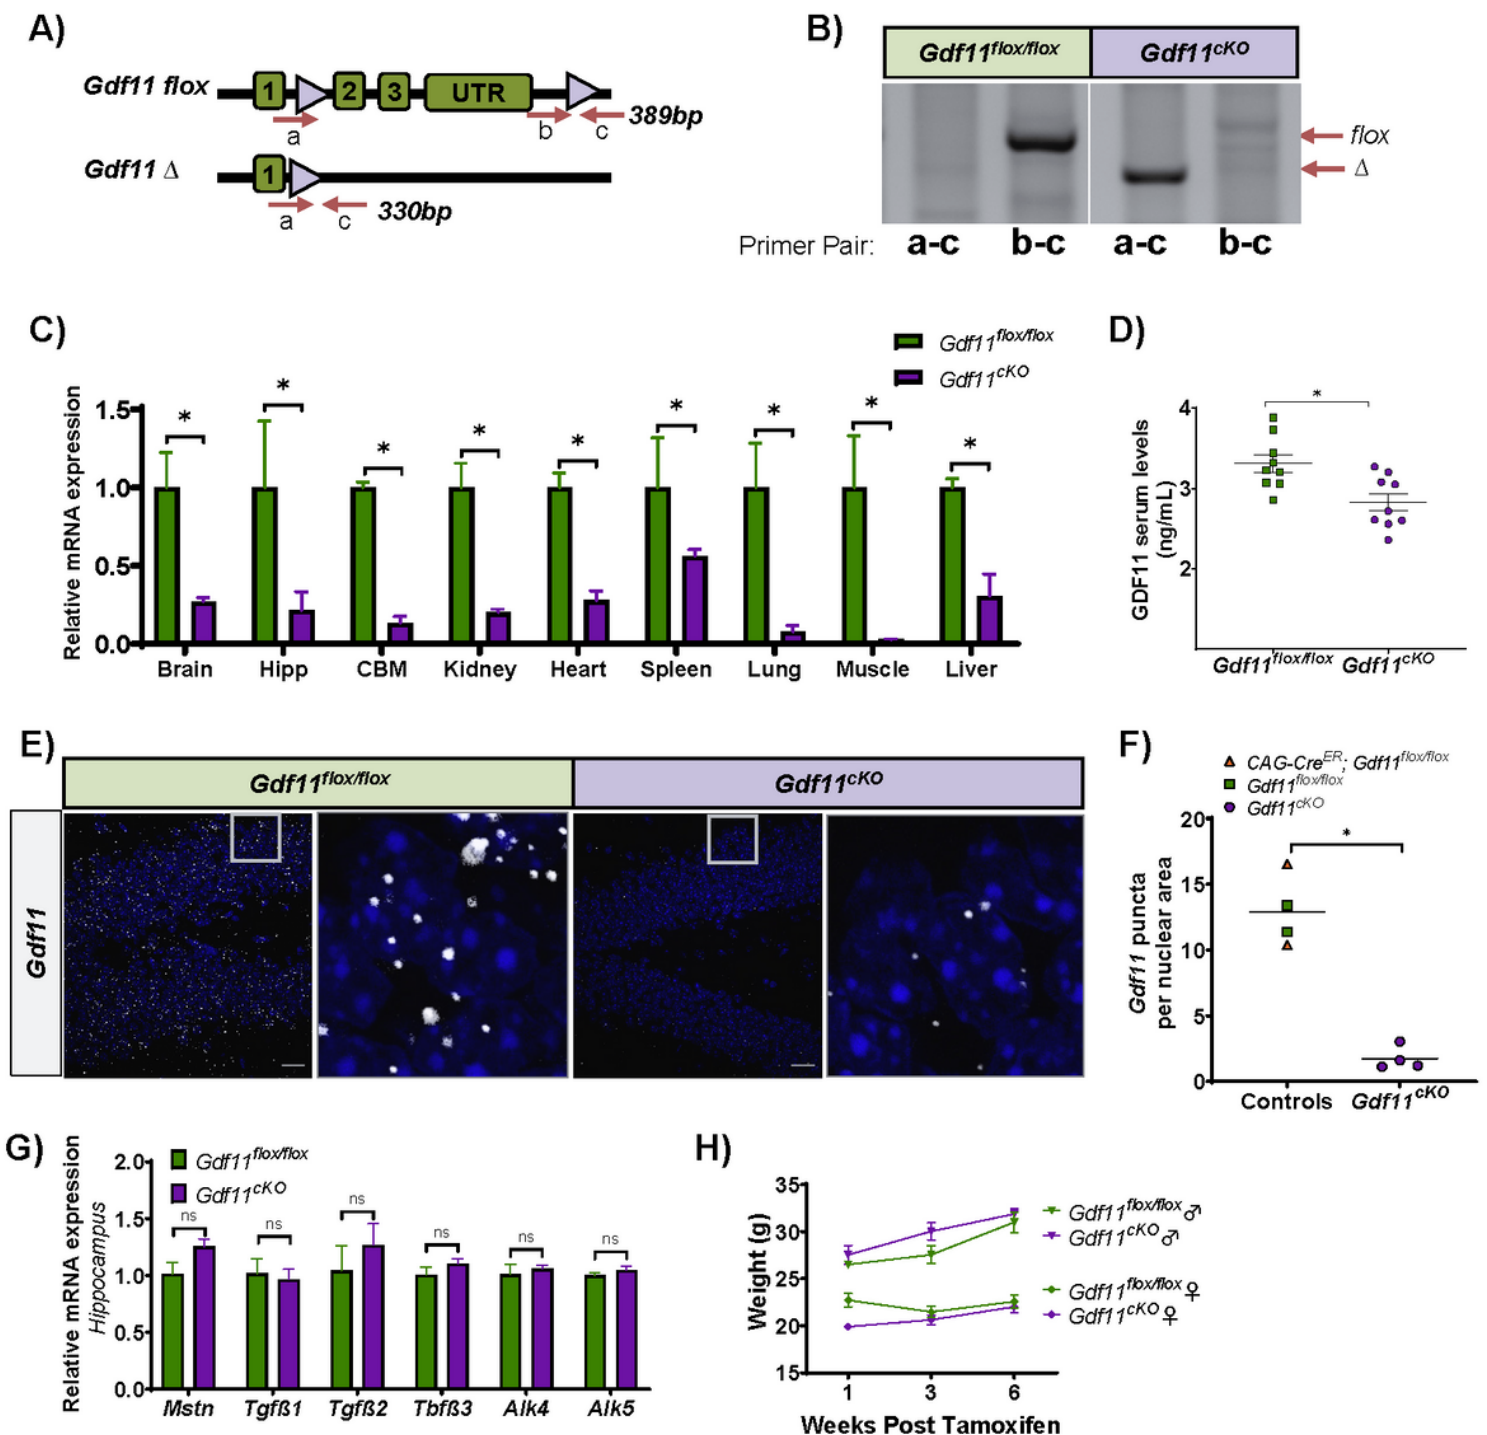 A)
Gdf11 flox
1
2
3
UTR
a
b
c
389bp
Gdf11 Δ
1
a
c
330bp
B)
Gdf11flox/flox
Gdf11cKO
flox
Δ
Primer Pair: a-c b-c a-c b-c
C)
Gdf11flox/flox
Gdf11cKO
Relative mRNA expression
1.5
1.0
0.5
0.0
* * * * * * * * *
Brain Hipp CBM Kidney Heart Spleen Lung Muscle Liver
D)
GDF11 serum levels
(ng/mL)
4
3
2
*
Gdf11flox/flox Gdf11cKO
E)
Gdf11flox/flox
Gdf11cKO
Gdf11
F)
CAG-CreER; Gdf11flox/flox
Gdf11flox/flox
Gdf11cKO
Gdf11 puncta
per nuclear area
20
15
10
5
0
*
Controls Gdf11cKO
G)
Relative mRNA expression
Hippocampus
Gdf11flox/flox
Gdf11cKO
2.0
1.5
1.0
0.5
0.0
ns ns ns ns ns ns
Mstn Tgfß1 Tgfß2 Tbfß3 Alk4 Alk5
H)
Weight (g)
35
30
25
20
15
Gdf11flox/flox ♂
Gdf11cKO ♂
Gdf11flox/flox ♀
Gdf11cKO ♀
1 3 6
Weeks Post Tamoxifen